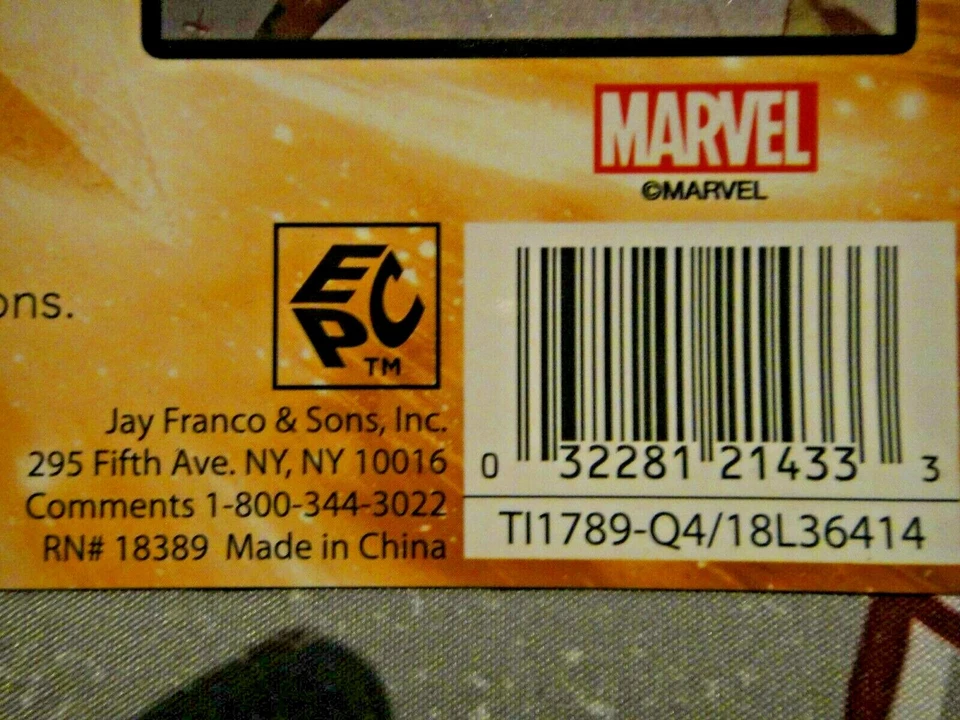 MARVEL
©MARVEL
ons.
EPC
TM
Jay Franco & Sons, Inc.
295 Fifth Ave. NY, NY 10016
Comments 1-800-344-3022
RN# 18389 Made in China
0 32281 21433 3
TI1789-Q4/18L36414